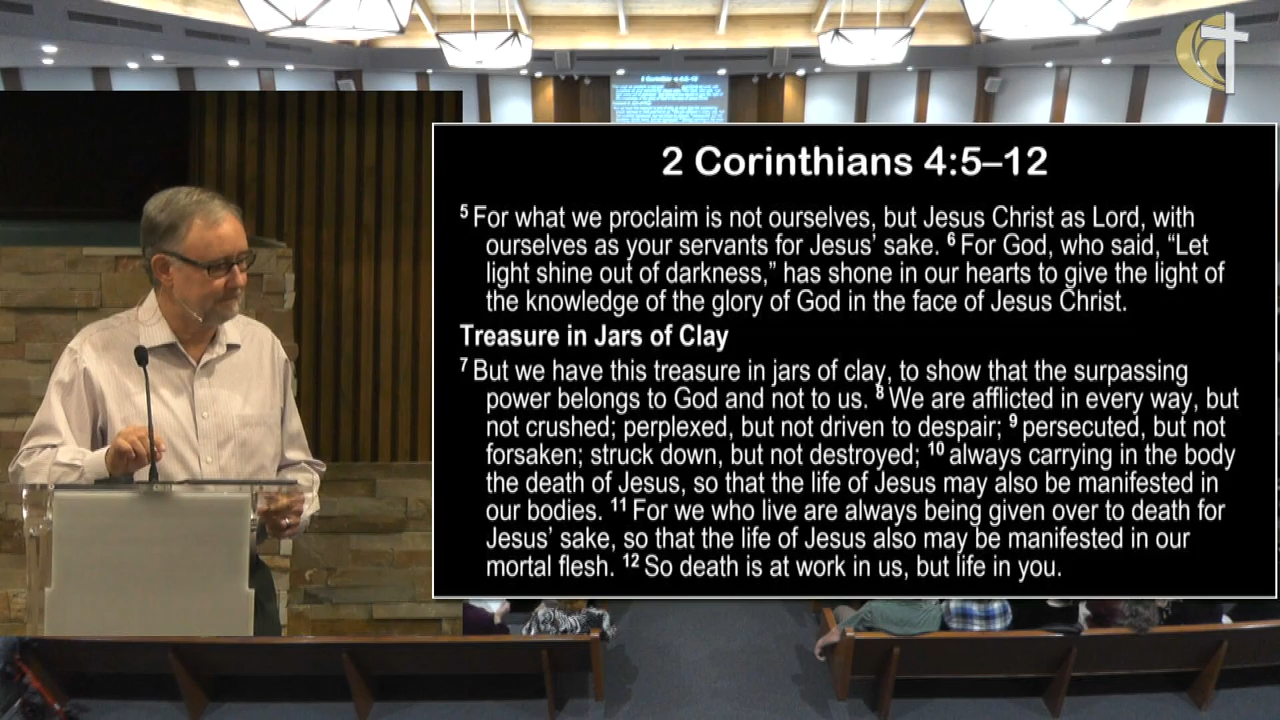 2 Corinthians 4:5-12
2 Corinthians 4:5–12
5 For what we proclaim is not ourselves, but Jesus Christ as Lord, with
ourselves as your servants for Jesus’ sake. 6 For God, who said, “Let
light shine out of darkness,” has shone in our hearts to give the light of
the knowledge of the glory of God in the face of Jesus Christ.
Treasure in Jars of Clay
7 But we have this treasure in jars of clay, to show that the surpassing
power belongs to God and not to us. 8 We are afflicted in every way, but
not crushed; perplexed, but not driven to despair; 9 persecuted, but not
forsaken; struck down, but not destroyed; 10 always carrying in the body
the death of Jesus, so that the life of Jesus may also be manifested in
our bodies. 11 For we who live are always being given over to death for
Jesus’ sake, so that the life of Jesus also may be manifested in our
mortal flesh. 12 So death is at work in us, but life in you.